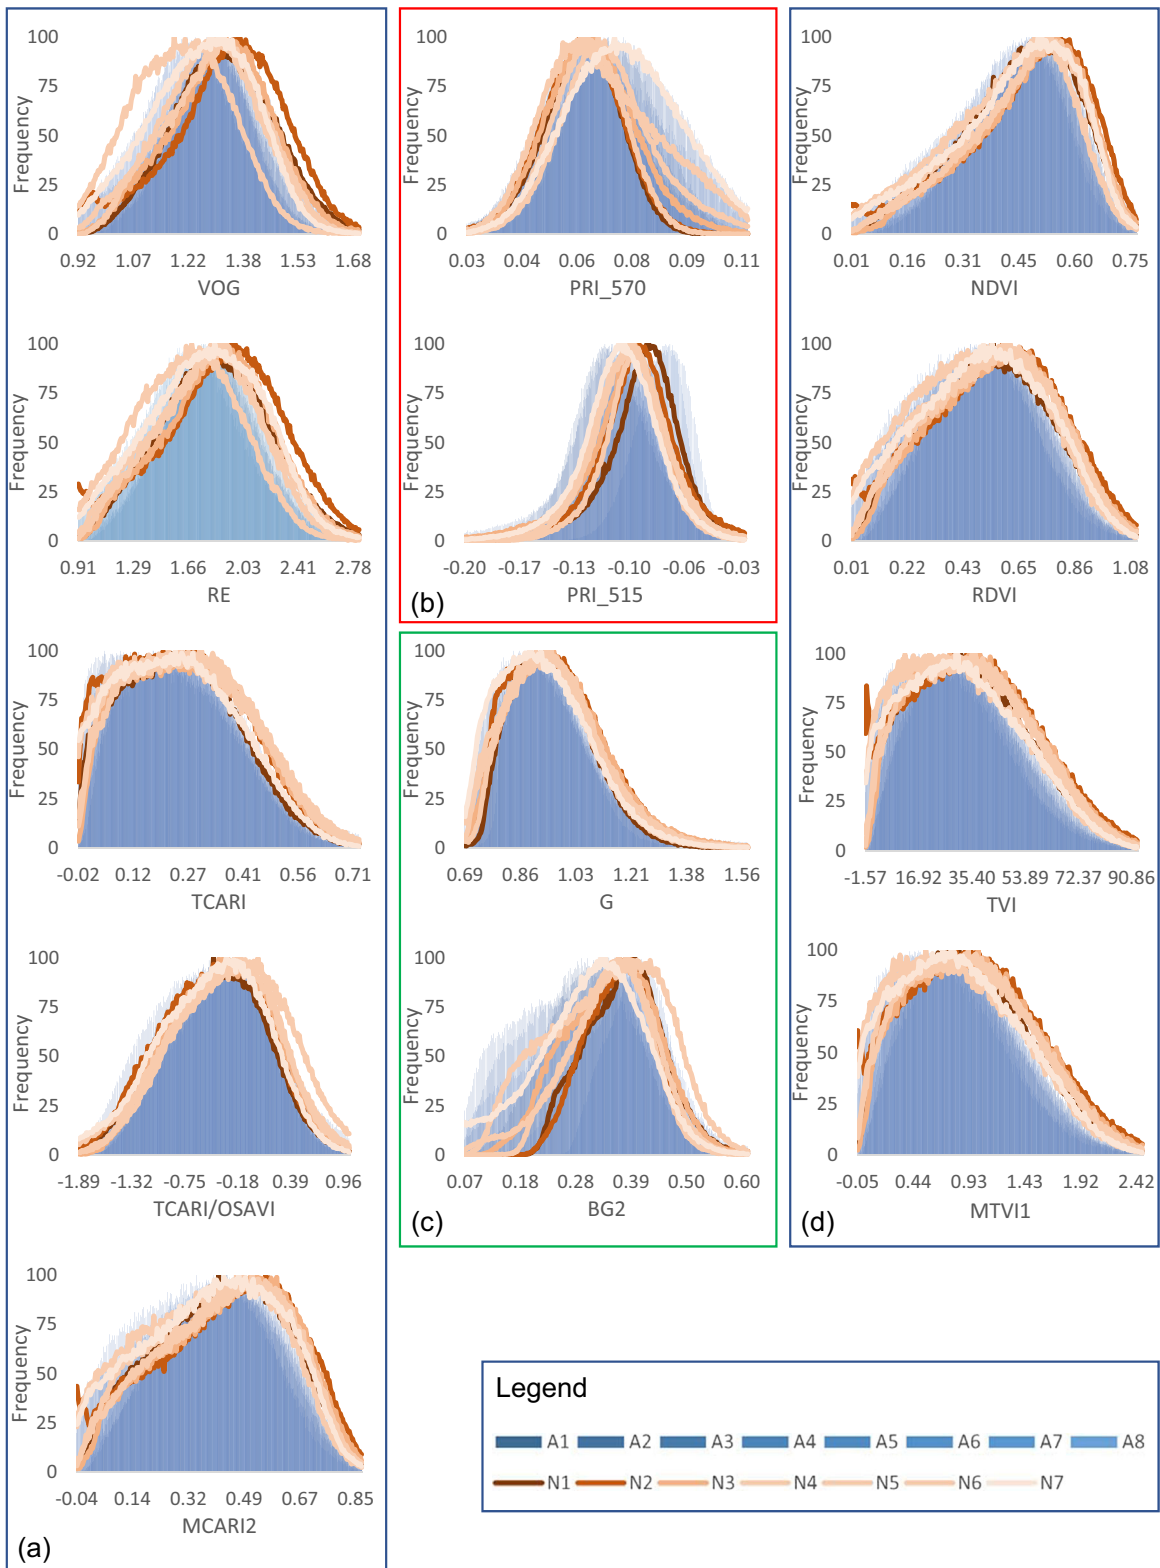 100
75
50
25
0
Frequency
0.92 1.07 1.22 1.38 1.53 1.68
VOG
100
75
50
25
0
Frequency
0.91 1.29 1.66 2.03 2.41 2.78
RE
100
75
50
25
0
Frequency
-0.02 0.12 0.27 0.41 0.56 0.71
TCARI
100
75
50
25
0
Frequency
-1.89 -1.32 -0.75 -0.18 0.39 0.96
TCARI/OSAVI
100
75
50
25
0
Frequency
-0.04 0.14 0.32 0.49 0.67 0.85
MCARI2
(a)
100
75
50
25
0
Frequency
0.03 0.04 0.06 0.08 0.09 0.11
PRI_570
100
75
50
25
0
Frequency
-0.20 -0.17 -0.13 -0.10 -0.06 -0.03
PRI_515
(b)
100
75
50
25
0
Frequency
0.69 0.86 1.03 1.21 1.38 1.56
G
100
75
50
25
0
Frequency
0.07 0.18 0.28 0.39 0.50 0.60
BG2
(c)
100
75
50
25
0
Frequency
0.01 0.16 0.31 0.45 0.60 0.75
NDVI
100
75
50
25
0
Frequency
0.01 0.22 0.43 0.65 0.86 1.08
RDVI
100
75
50
25
0
Frequency
-1.57 16.92 35.40 53.89 72.37 90.86
TVI
100
75
50
25
0
Frequency
-0.05 0.44 0.93 1.43 1.92 2.42
MTVI1
(d)
Legend
A1 A2 A3 A4 A5 A6 A7 A8
N1 N2 N3 N4 N5 N6 N7